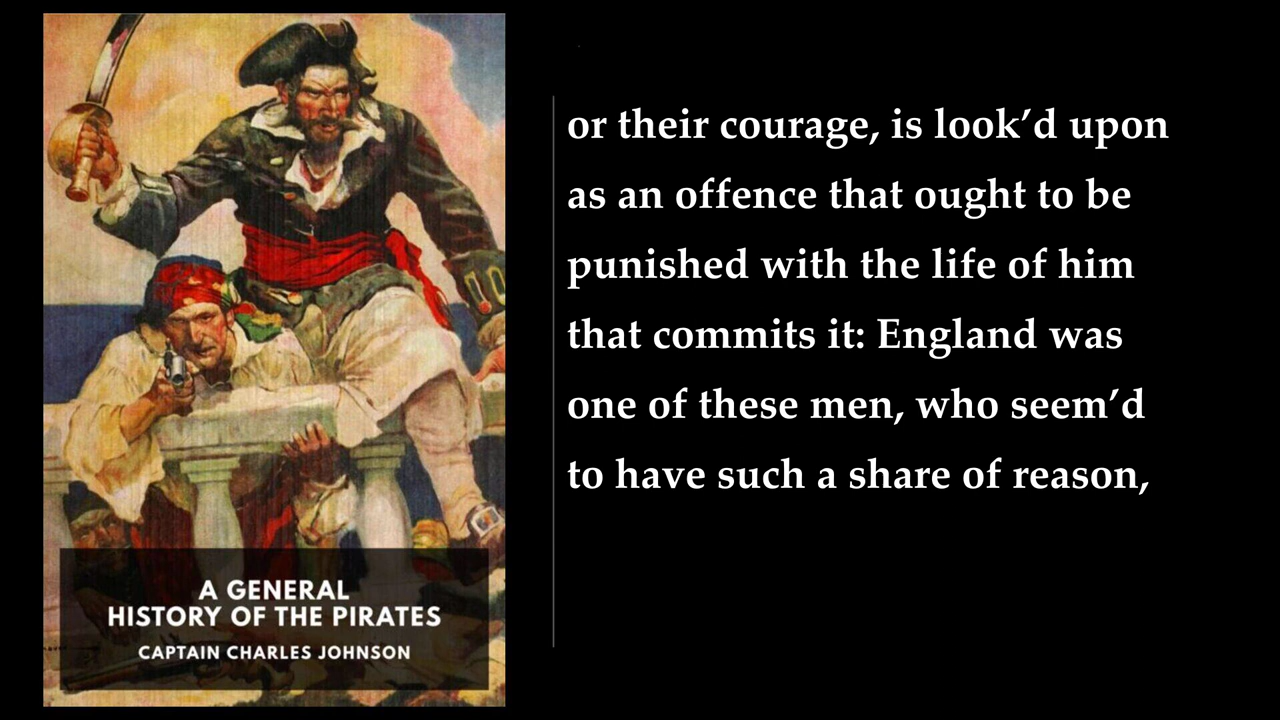 or their courage, is look’d upon
as an offence that ought to be
punished with the life of him
that commits it: England was
one of these men, who seem’d
to have such a share of reason,
A GENERAL
HISTORY OF THE PIRATES
CAPTAIN CHARLES JOHNSON